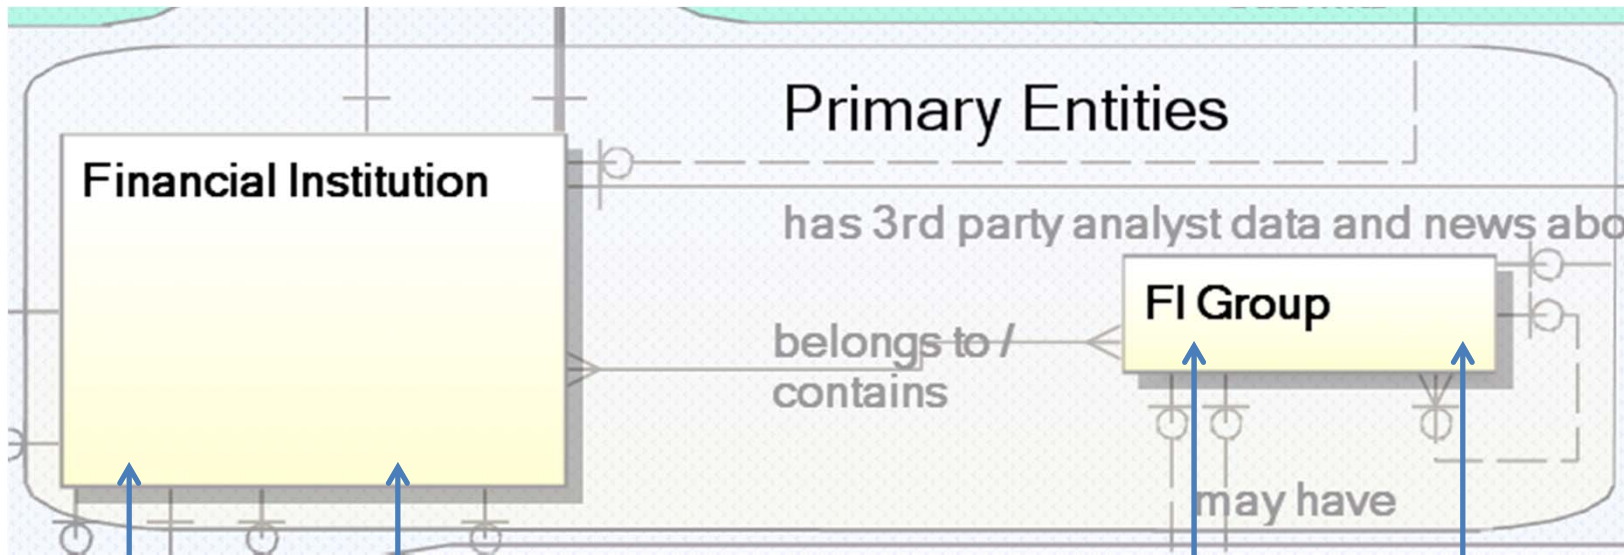 Primary Entities
Financial Institution
has 3rd party analyst data and news abo
FI Group
belongs to /
contains
may have